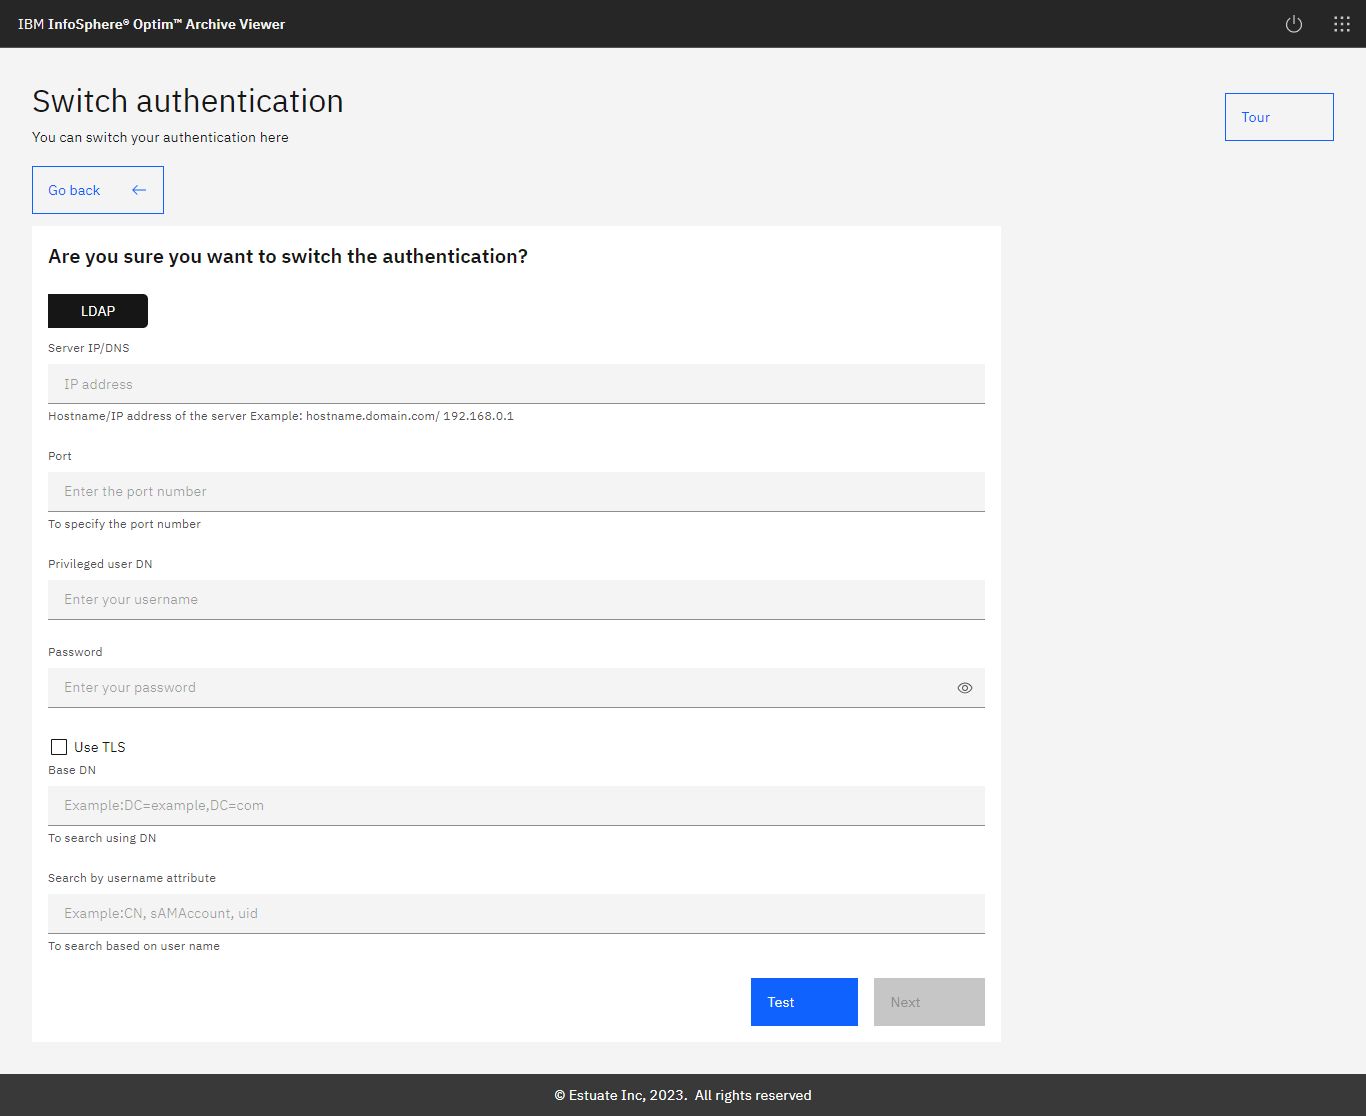 IBM InfoSphere® Optim™ Archive Viewer
Switch authentication
You can switch your authentication here
Tour
Go back
Are you sure you want to switch the authentication?
LDAP
Server IP/DNS
IP address
Hostname/IP address of the server Example: hostname.domain.com/ 192.168.0.1
Port
Enter the port number
To specify the port number
Privileged user DN
Enter your username
Password
Enter your password
Use TLS
Base DN
Example:DC=example,DC=com
To search using DN
Search by username attribute
Example:CN, sAMAccount, uid
To search based on user name
Test
Next
© Estuate Inc, 2023.  All rights reserved